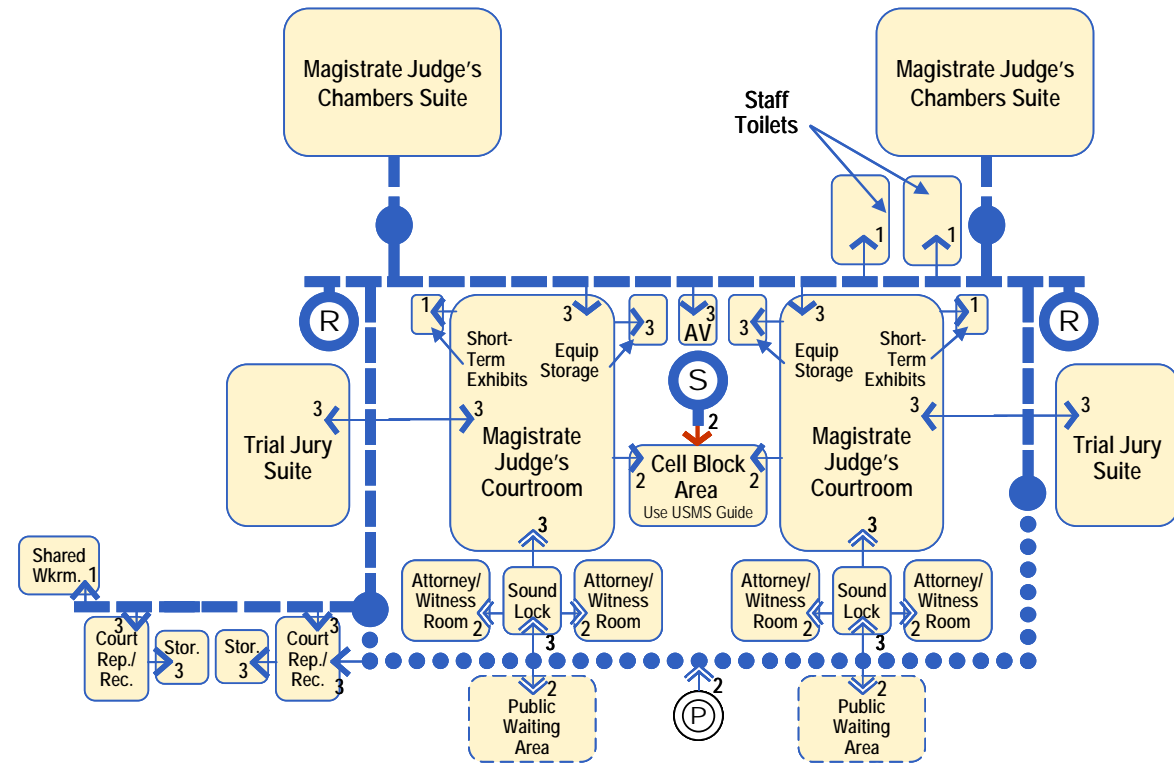 Magistrate Judge's
Chambers Suite
Magistrate Judge's
Chambers Suite
Staff
Toilets
1
1
R
R
1
3
3
3
AV
3
3
1
Short-
Term
Exhibits
Equip
Storage
Equip
Storage
Short-
Term
Exhibits
S
2
3
3
3
3
Trial Jury
Suite
Magistrate
Judge's
Courtroom
2
Cell Block
Area
Use USMS Guide
2
Magistrate
Judge's
Courtroom
Trial Jury
Suite
3
3
Shared
Wkrm.
1
Attorney/
Witness
Room
2
Sound
Lock
Attorney/
Witness
Room
2
Attorney/
Witness
Room
2
Sound
Lock
Attorney/
Witness
Room
2
3
Court
Rep./
Rec.
Stor.
3
Stor.
3
3
Court
Rep./
Rec.
3
3
3
2
Public
Waiting
Area
2
P
2
Public
Waiting
Area